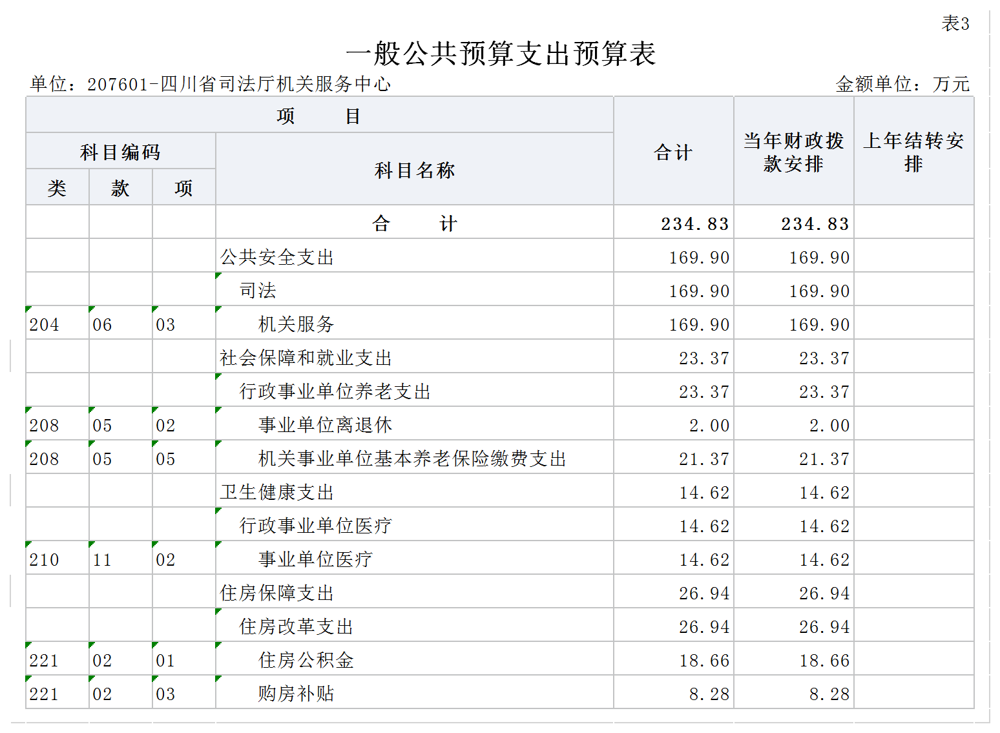 表3
一般公共预算支出预算表
单位：207601-四川省司法厅机关服务中心 金额单位：万元
项 目
合计
当年财政拨款安排
上年结转安排
科目编码
科目名称
类 款 项
合 计 234.83 234.83
公共安全支出 169.90 169.90
司法 169.90 169.90
204 06 03 机关服务 169.90 169.90
社会保障和就业支出 23.37 23.37
行政事业单位养老支出 23.37 23.37
208 05 02 事业单位离退休 2.00 2.00
208 05 05 机关事业单位基本养老保险缴费支出 21.37 21.37
卫生健康支出 14.62 14.62
行政事业单位医疗 14.62 14.62
210 11 02 事业单位医疗 14.62 14.62
住房保障支出 26.94 26.94
住房改革支出 26.94 26.94
221 02 01 住房公积金 18.66 18.66
221 02 03 购房补贴 8.28 8.28